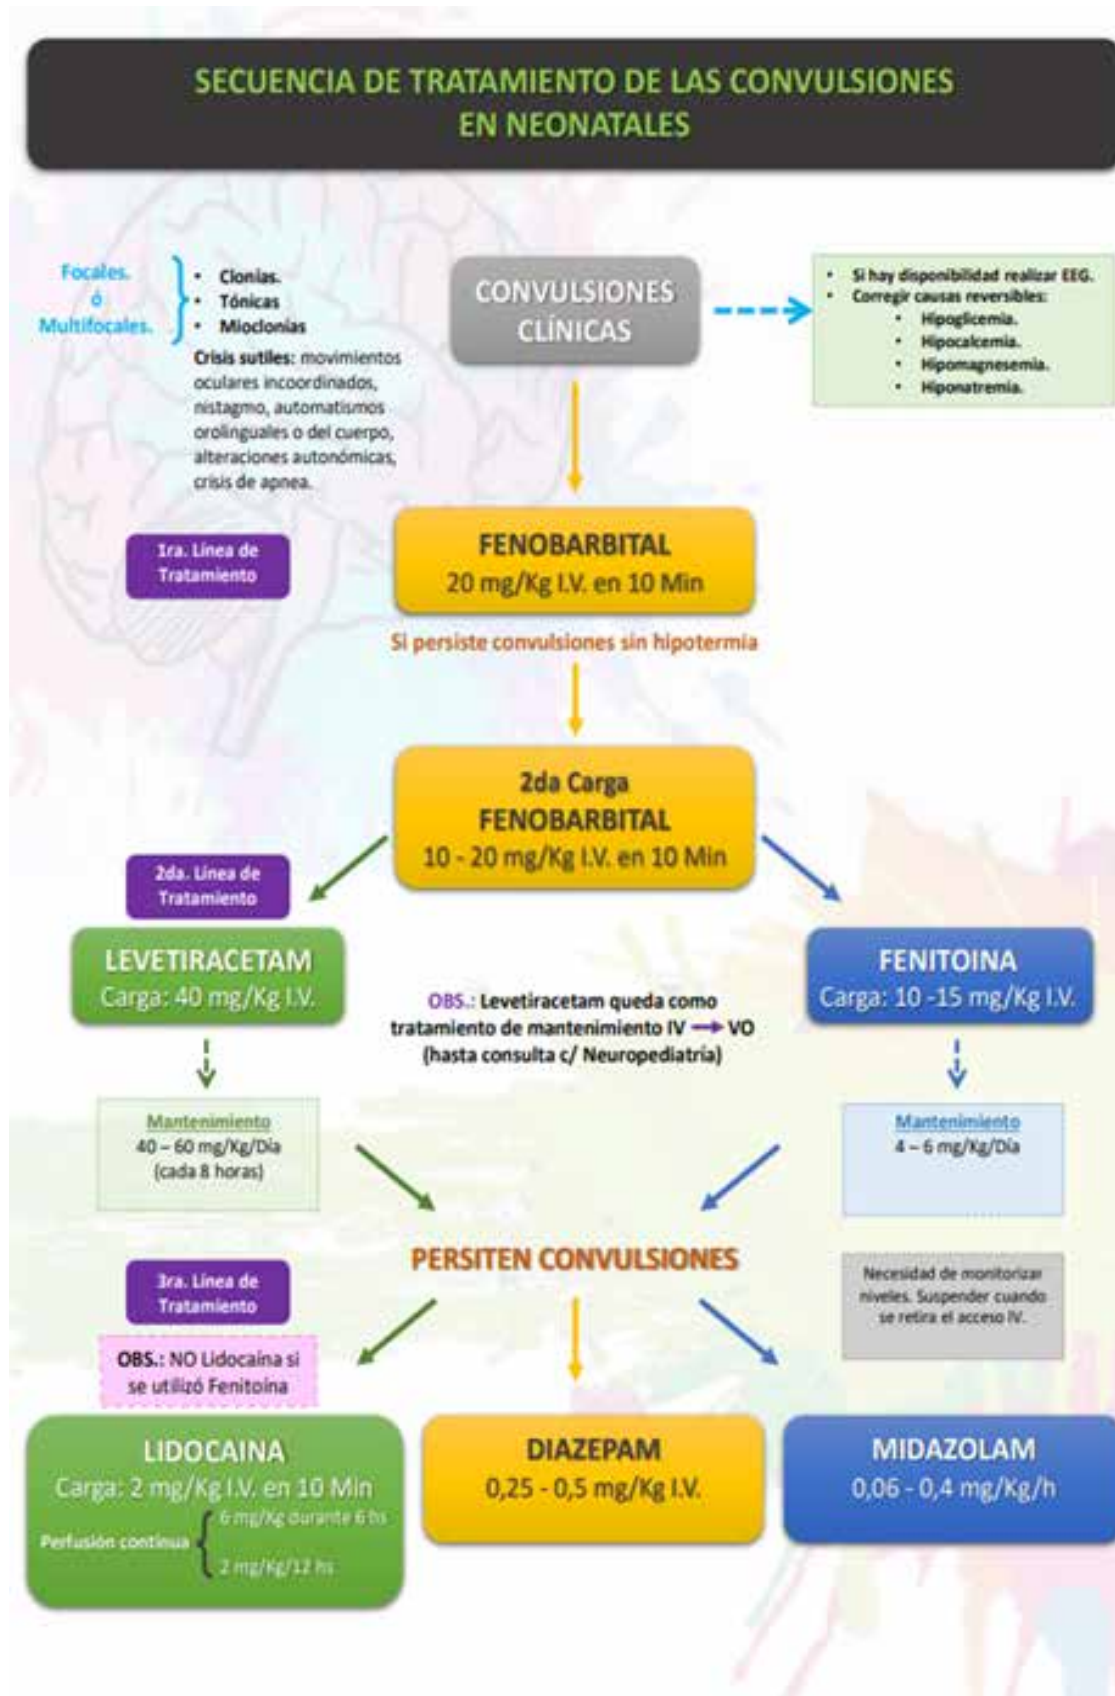 SECUENCIA DE TRATAMIENTO DE LAS CONVULSIONES
EN NEONATALES
Focales.
ó
Multifocales.
• Clonías.
• Tónicas
• Mioclonías
Crisis sutiles: movimientos
oculares incoordinados,
nistagmo, automatismos
orolinguales o del cuerpo,
alteraciones autonómicas,
crisis de apnea.
CONVULSIONES
CLÍNICAS
• Si hay disponibilidad realizar EEG.
• Corregir causas reversibles:
• Hipoglicemia.
• Hipocalcemia.
• Hipomagnesemia.
• Hiponatremia.
1ra. Línea de
Tratamiento
FENOBARBITAL
20 mg/Kg I.V. en 10 Min
Si persiste convulsiones sin hipotermia
2da Carga
FENOBARBITAL
10 - 20 mg/Kg I.V. en 10 Min
2da. Línea de
Tratamiento
LEVETIRACETAM
Carga: 40 mg/Kg I.V.
OBS.: Levetiracetam queda como
tratamiento de mantenimiento IV → VO
(hasta consulta c/ Neuropediatría)
FENITOINA
Carga: 10 -15 mg/Kg I.V.
Mantenimiento
40 – 60 mg/Kg/Día
(cada 8 horas)
Mantenimiento
4 – 6 mg/Kg/Día
PERSITEN CONVULSIONES
Necesidad de monitorizar
niveles. Suspender cuando
se retira el acceso IV.
3ra. Línea de
Tratamiento
OBS.: NO Lidocaína si
se utilizó Fenitoína
LIDOCAINA
Carga: 2 mg/Kg I.V. en 10 Min
Perfusión continua
6 mg/Kg durante 6 hs
2 mg/Kg/12 hs
DIAZEPAM
0,25 - 0,5 mg/Kg I.V.
MIDAZOLAM
0,06 - 0,4 mg/Kg/h